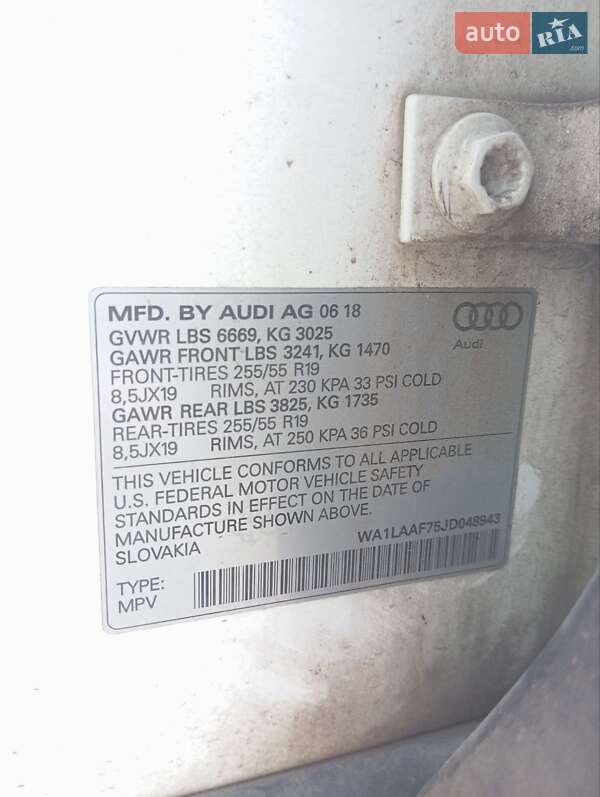 auto RIA .com
MFD. BY AUDI AG 06 18
Audi
GVWR LBS 6669, KG 3025
GAWR FRONT LBS 3241, KG 1470
FRONT-TIRES 255/55 R19
8,5JX19 RIMS, AT 230 KPA 33 PSI COLD
GAWR REAR LBS 3825, KG 1735
REAR-TIRES 255/55 R19
8,5JX19 RIMS, AT 250 KPA 36 PSI COLD
THIS VEHICLE CONFORMS TO ALL APPLICABLE
U.S. FEDERAL MOTOR VEHICLE SAFETY
STANDARDS IN EFFECT ON THE DATE OF
MANUFACTURE SHOWN ABOVE.
SLOVAKIA
WA1LAAF75JD048943
TYPE:
MPV